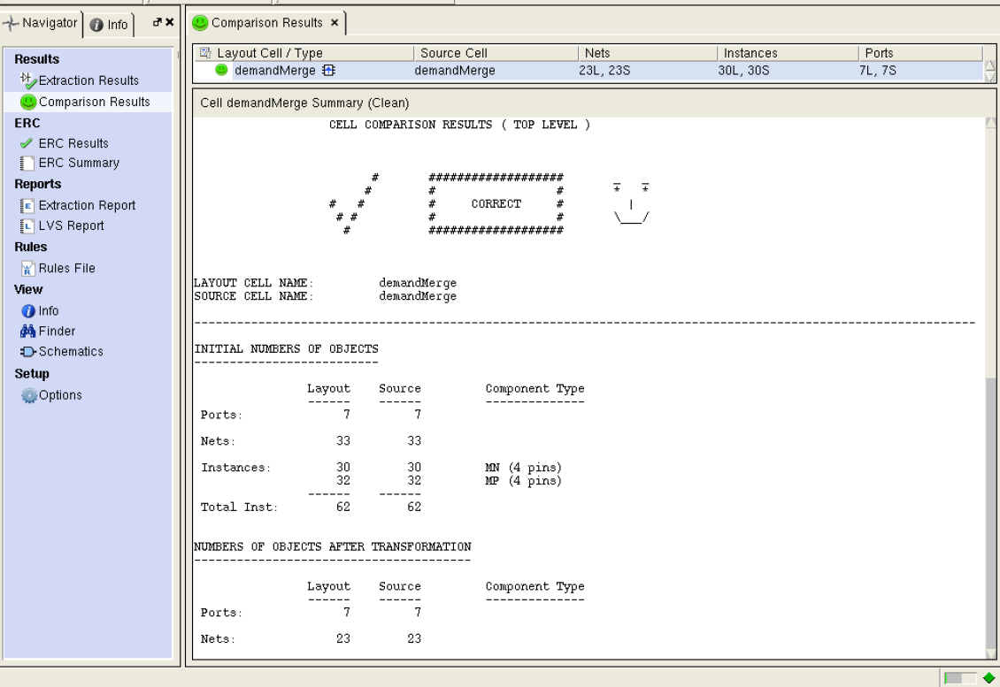 Navigator
Info
Comparison Results
Results
Extraction Results
Comparison Results
ERC
ERC Results
ERC Summary
Reports
Extraction Report
LVS Report
Rules
Rules File
View
Info
Finder
Schematics
Setup
Options
Layout Cell / Type Source Cell Nets Instances Ports
demandMerge demandMerge 23L, 23S 30L, 30S 7L, 7S
Cell demandMerge Summary (Clean)
CELL COMPARISON RESULTS ( TOP LEVEL )
# ################### _ _
# # # * *
# # # CORRECT # |
# # # # \___/
# ###################
LAYOUT CELL NAME: demandMerge
SOURCE CELL NAME: demandMerge
--------------------------------------------------------------------------------------------------------------
INITIAL NUMBERS OF OBJECTS
--------------------------
Layout Source Component Type
------ ------ --------------
Ports: 7 7
Nets: 33 33
Instances: 30 30 MN (4 pins)
32 32 MP (4 pins)
------ ------
Total Inst: 62 62
NUMBERS OF OBJECTS AFTER TRANSFORMATION
---------------------------------------
Layout Source Component Type
------ ------ --------------
Ports: 7 7
Nets: 23 23